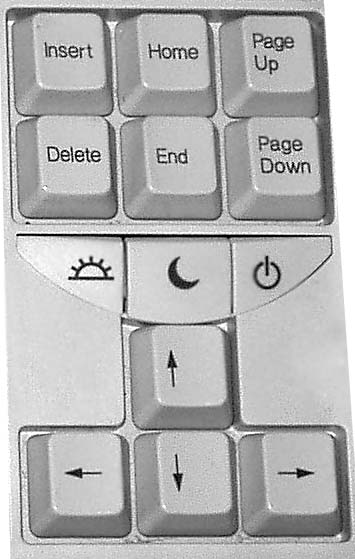 Insert
Home
Page
Up
Delete
End
Page
Down